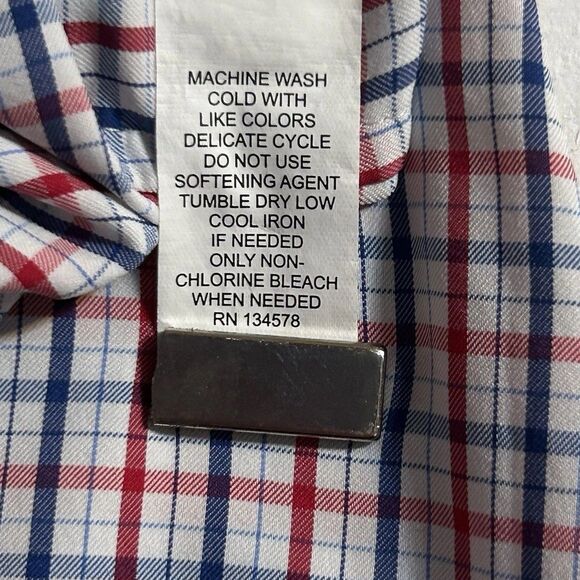 MACHINE WASH
COLD WITH
LIKE COLORS
DELICATE CYCLE
DO NOT USE
SOFTENING AGENT
TUMBLE DRY LOW
COOL IRON
IF NEEDED
ONLY NON-
CHLORINE BLEACH
WHEN NEEDED
RN 134578